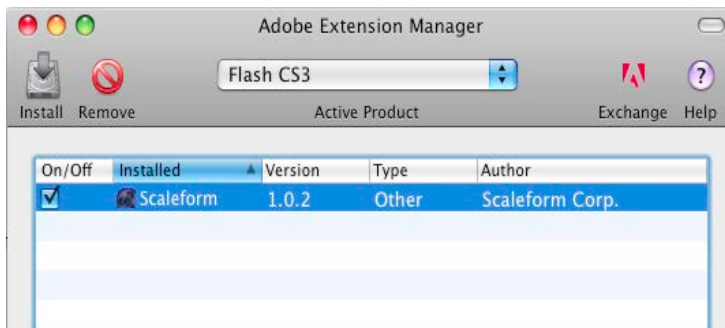 Adobe Extension Manager
Flash CS3
Install Remove Active Product Exchange Help
On/Off Installed Version Type Author
Scaleform 1.0.2 Other Scaleform Corp.